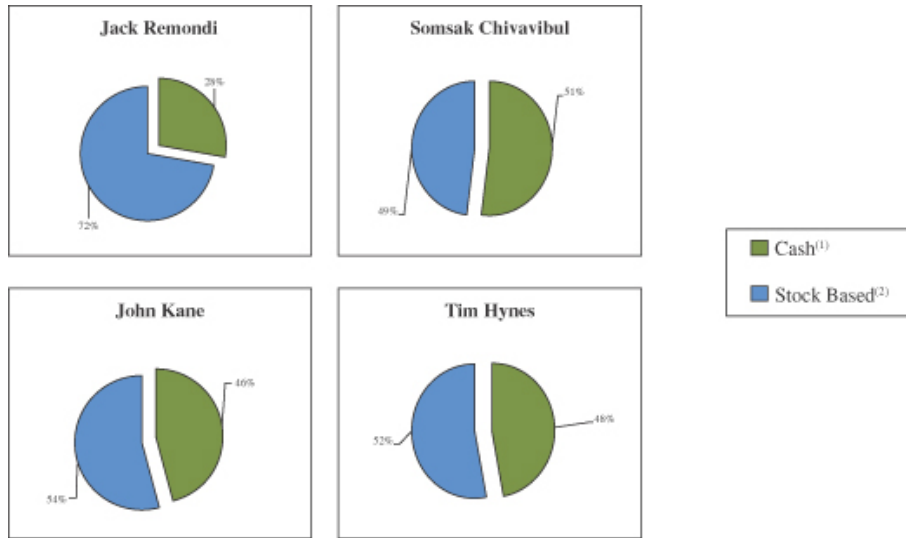 Jack Remondi
28%
72%
Somsak Chivavibul
51%
49%
Cash(1)
Stock Based(2)
John Kane
46%
54%
Tim Hynes
48%
52%